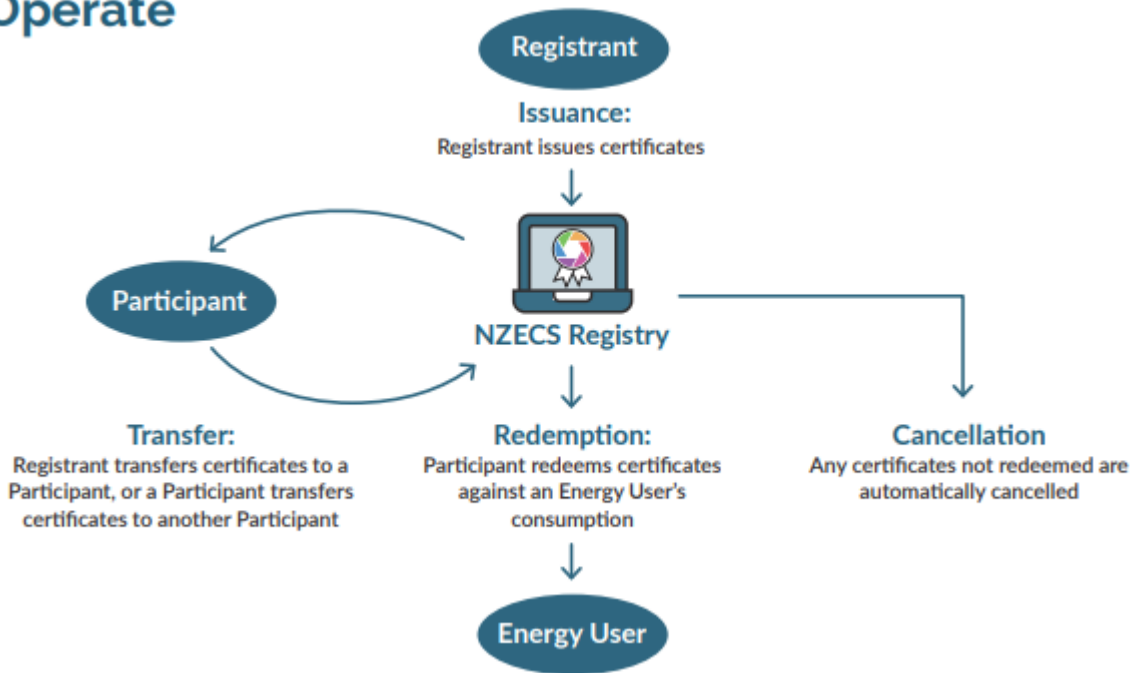 Operate
Registrant
Issuance:
Registrant issues certificates
Participant
NZECS Registry
Transfer:
Registrant transfers certificates to a
Participant, or a Participant transfers
certificates to another Participant
Redemption:
Participant redeems certificates
against an Energy User's
consumption
Cancellation
Any certificates not redeemed are
automatically cancelled
Energy User